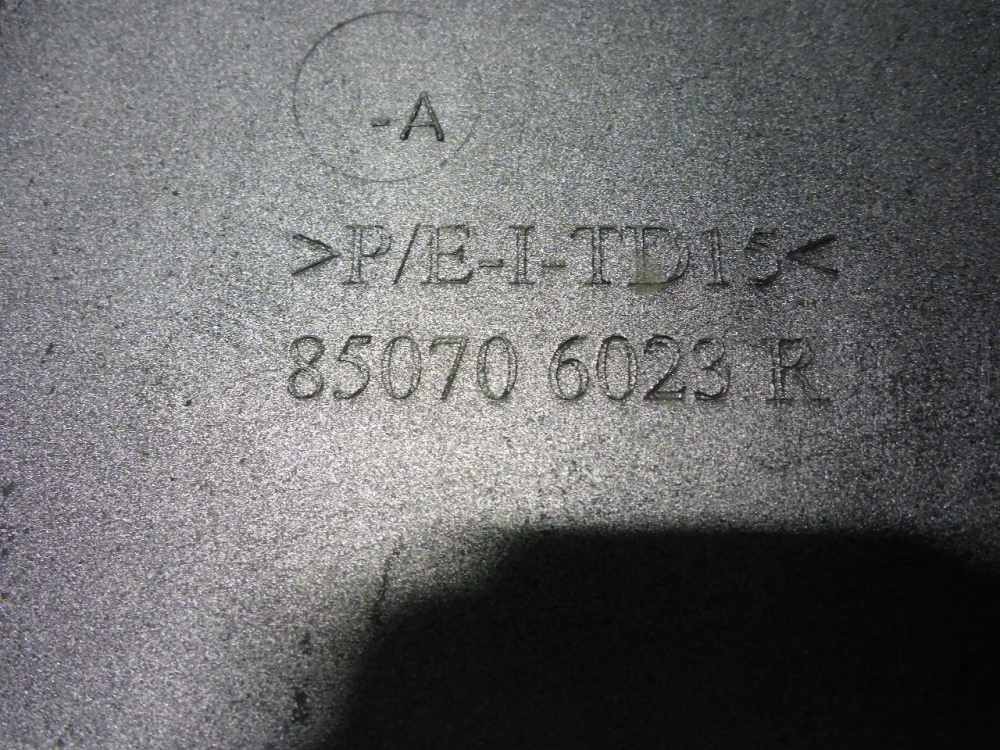 -A
>P/E-I-TD15<
85070 6023 R